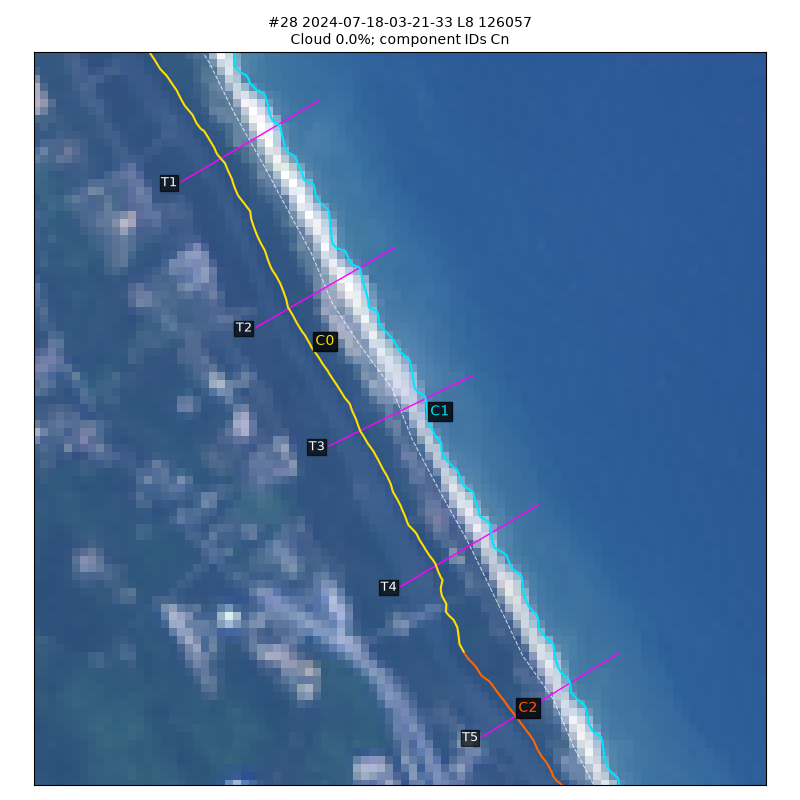 #28 2024-07-18-03-21-33 L8 126057
Cloud 0.0%; component IDs Cn
T1
T2
C0
C1
T3
T4
C2
T5